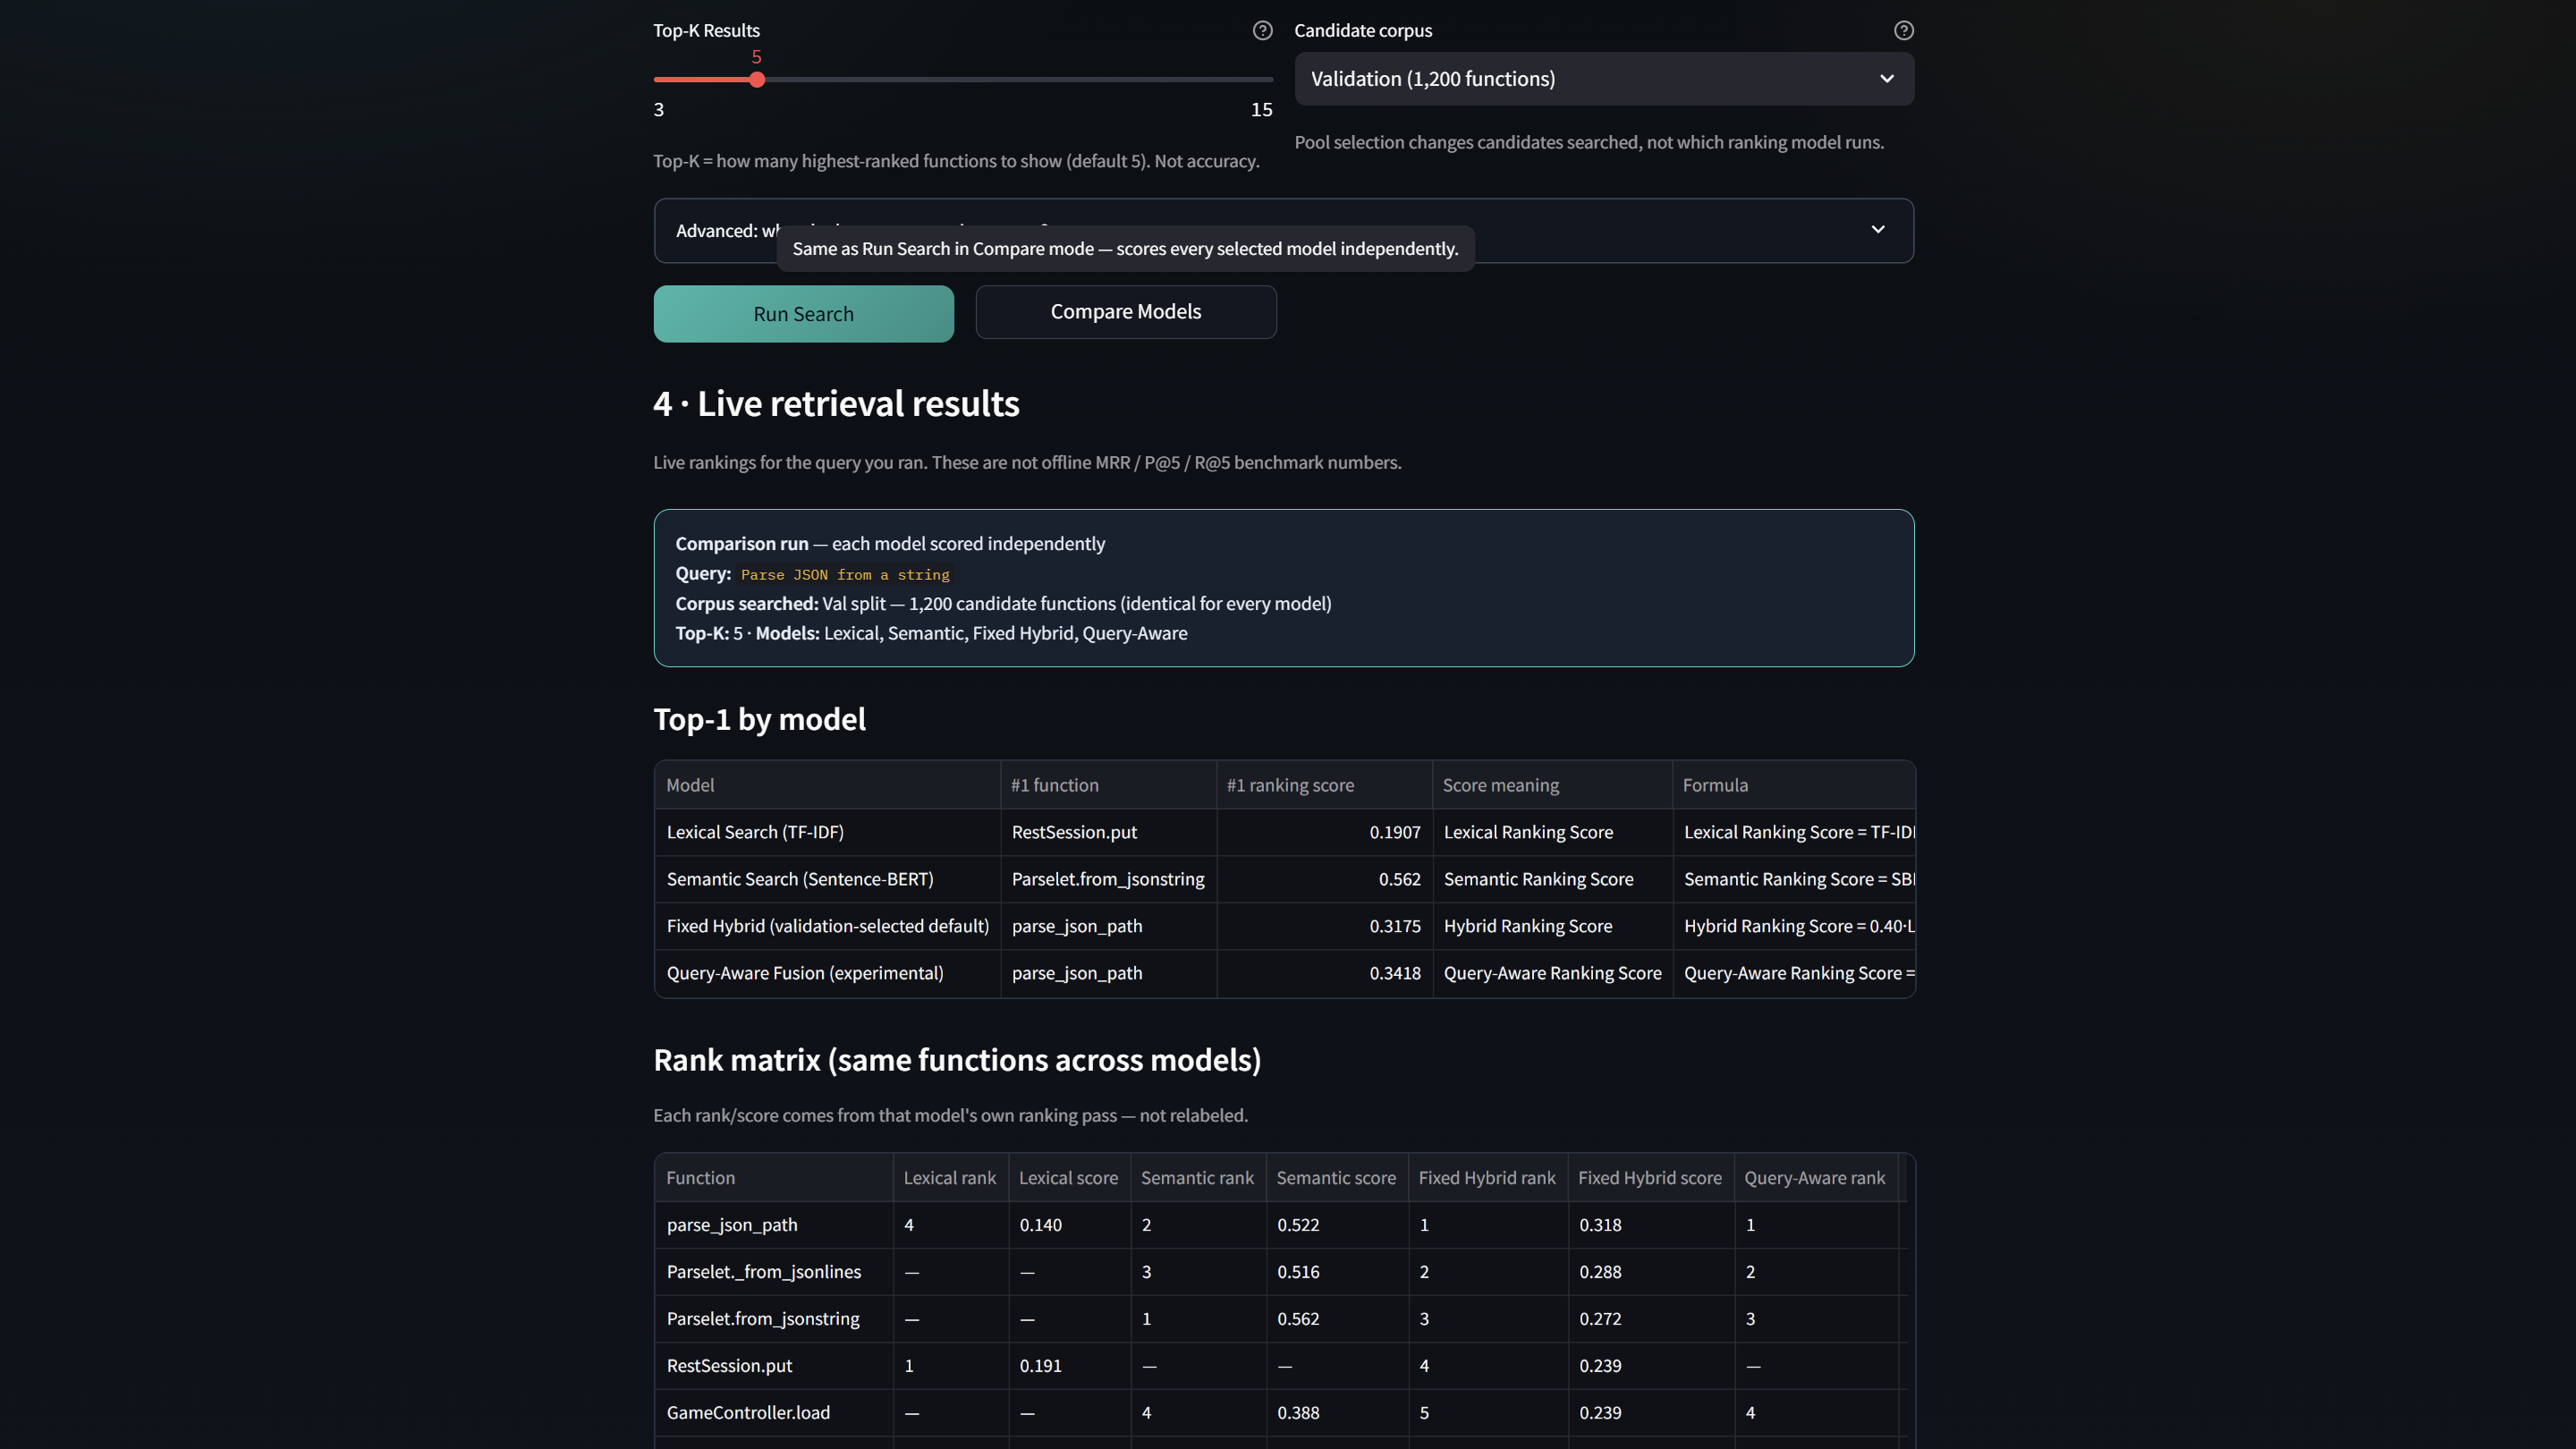 Top-K Results
5
3 15
Top-K = how many highest-ranked functions to show (default 5). Not accuracy.
Candidate corpus
Validation (1,200 functions)
Pool selection changes candidates searched, not which ranking model runs.
Advanced:
Same as Run Search in Compare mode — scores every selected model independently.
Run Search
Compare Models
4 · Live retrieval results
Live rankings for the query you ran. These are not offline MRR / P@5 / R@5 benchmark numbers.
Comparison run — each model scored independently
Query: Parse JSON from a string
Corpus searched: Val split — 1,200 candidate functions (identical for every model)
Top-K: 5 · Models: Lexical, Semantic, Fixed Hybrid, Query-Aware
Top-1 by model
Model #1 function #1 ranking score Score meaning Formula
Lexical Search (TF-IDF) RestSession.put 0.1907 Lexical Ranking Score Lexical Ranking Score =
Semantic Search (Sentence-BERT) Parselet.from_jsonstring 0.562 Semantic Ranking Score Semantic Ranking Score =
Fixed Hybrid (validation-selected default) parse_json_path 0.3175 Hybrid Ranking Score Hybrid Ranking Score = 0.40·L
Query-Aware Fusion (experimental) parse_json_path 0.3418 Query-Aware Ranking Score Query-Aware Ranking Score =
Rank matrix (same functions across models)
Each rank/score comes from that model's own ranking pass — not relabeled.
Function Lexical rank Lexical score Semantic rank Semantic score Fixed Hybrid rank Fixed Hybrid score Query-Aware rank
parse_json_path 4 0.140 2 0.522 1 0.318 1
Parselet._from_jsonlines — — 3 0.516 2 0.288 2
Parselet.from_jsonstring — — 1 0.562 3 0.272 3
RestSession.put 1 0.191 — — 4 0.239 —
GameController.load — — 4 0.388 5 0.239 4